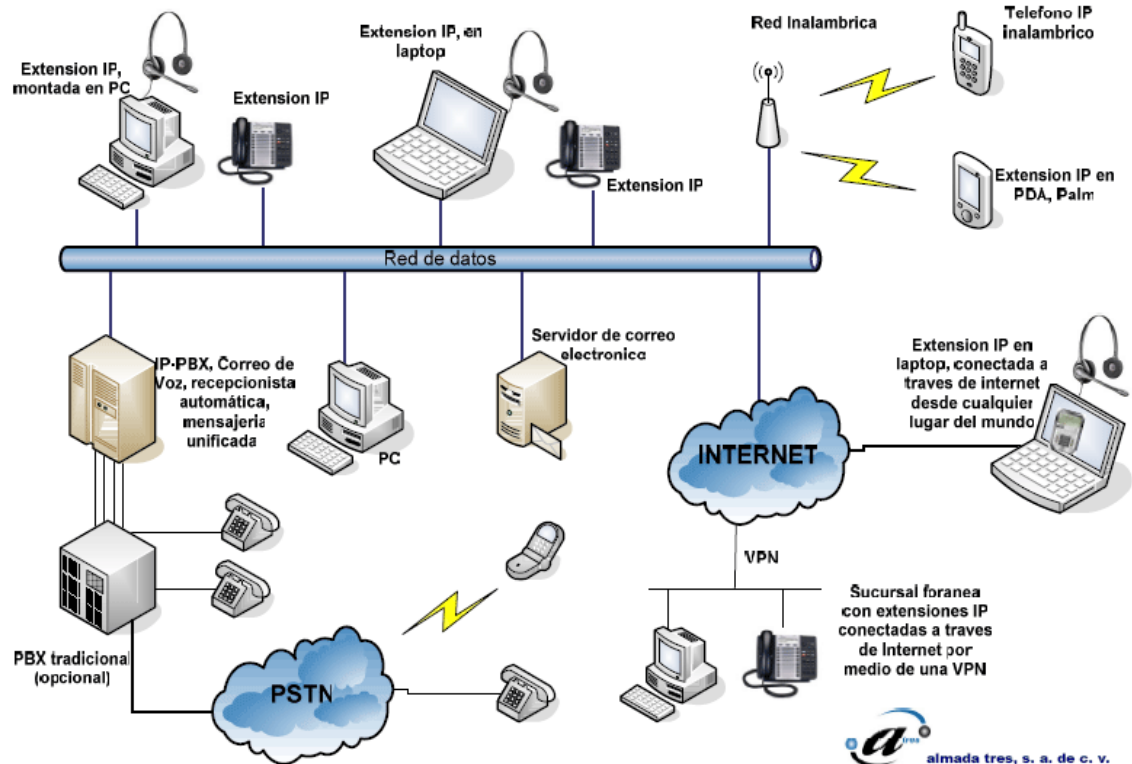 Extension IP,
montada en PC
Extension IP
Extension IP, en
laptop
Extension IP
Red Inalambrica
Telefono IP
inalambrico
Extension IP en
PDA, Palm
Red de datos
IP-PBX, Correo de
Voz, recepcionista
automática,
mensajeria
unificada
PC
Servidor de correo
electronica
INTERNET
Extension IP en
laptop, conectada a
traves de internet
desde cualquier
lugar del mundo
VPN
Sucursal foranea
con extensiones IP
conectadas a traves
de Internet por
medio de una VPN
PBX tradicional
(opcional)
PSTN
a tres
almada tres, s. a. de c. v.